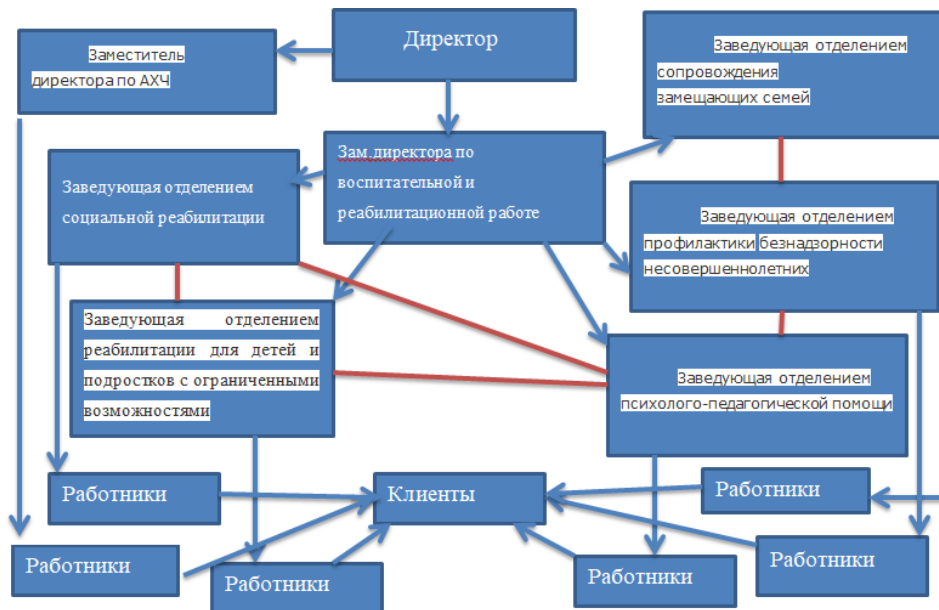 Директор
Заместитель
директора по АХЧ
Заведующая отделением
сопровождения
замещающих семей
Зам.директора по
воспитательной и
реабилитационной работе
Заведующая отделением
социальной реабилитации
Заведующая отделением
профилактики безнадзорности
несовершеннолетних
Заведующая отделением
реабилитации для детей и
подростков с ограниченными
возможностями
Заведующая отделением
психолого-педагогической помощи
Работники
Клиенты
Работники
Работники
Работники
Работники
Работники